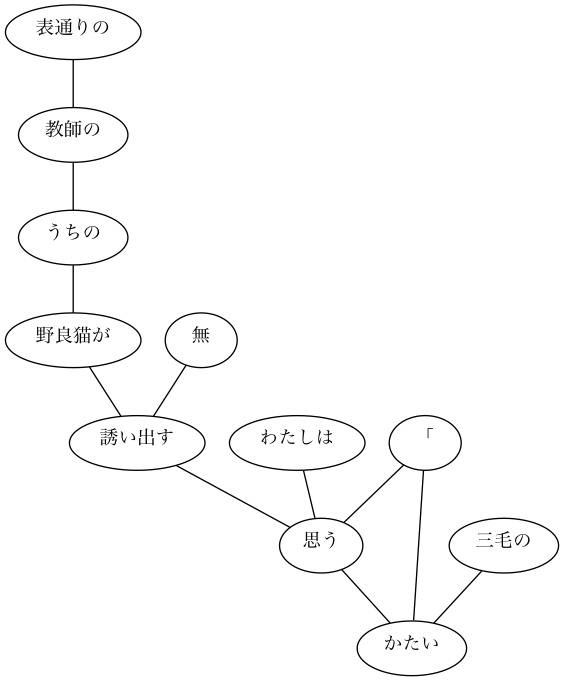 表通りの
教師の
うちの
野良猫が
無
誘い出す
わたしは
「
思う
三毛の
かたい